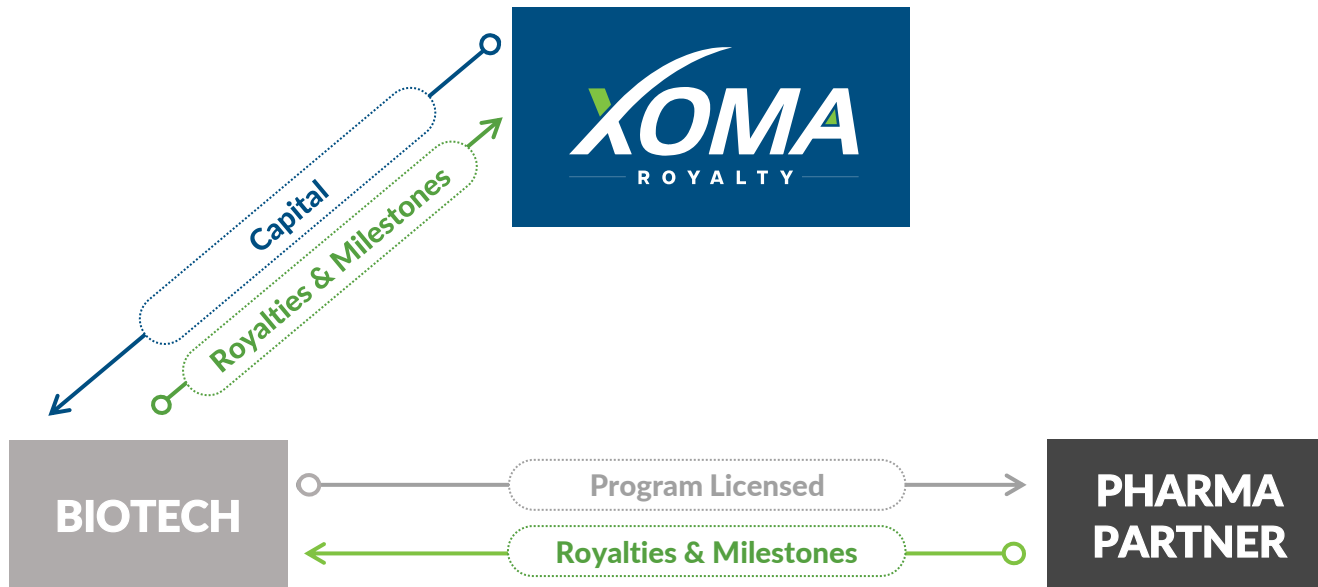 XOMA
ROYALTY
Capital
Royalties & Milestones
BIOTECH
Program Licensed
Royalties & Milestones
PHARMA
PARTNER